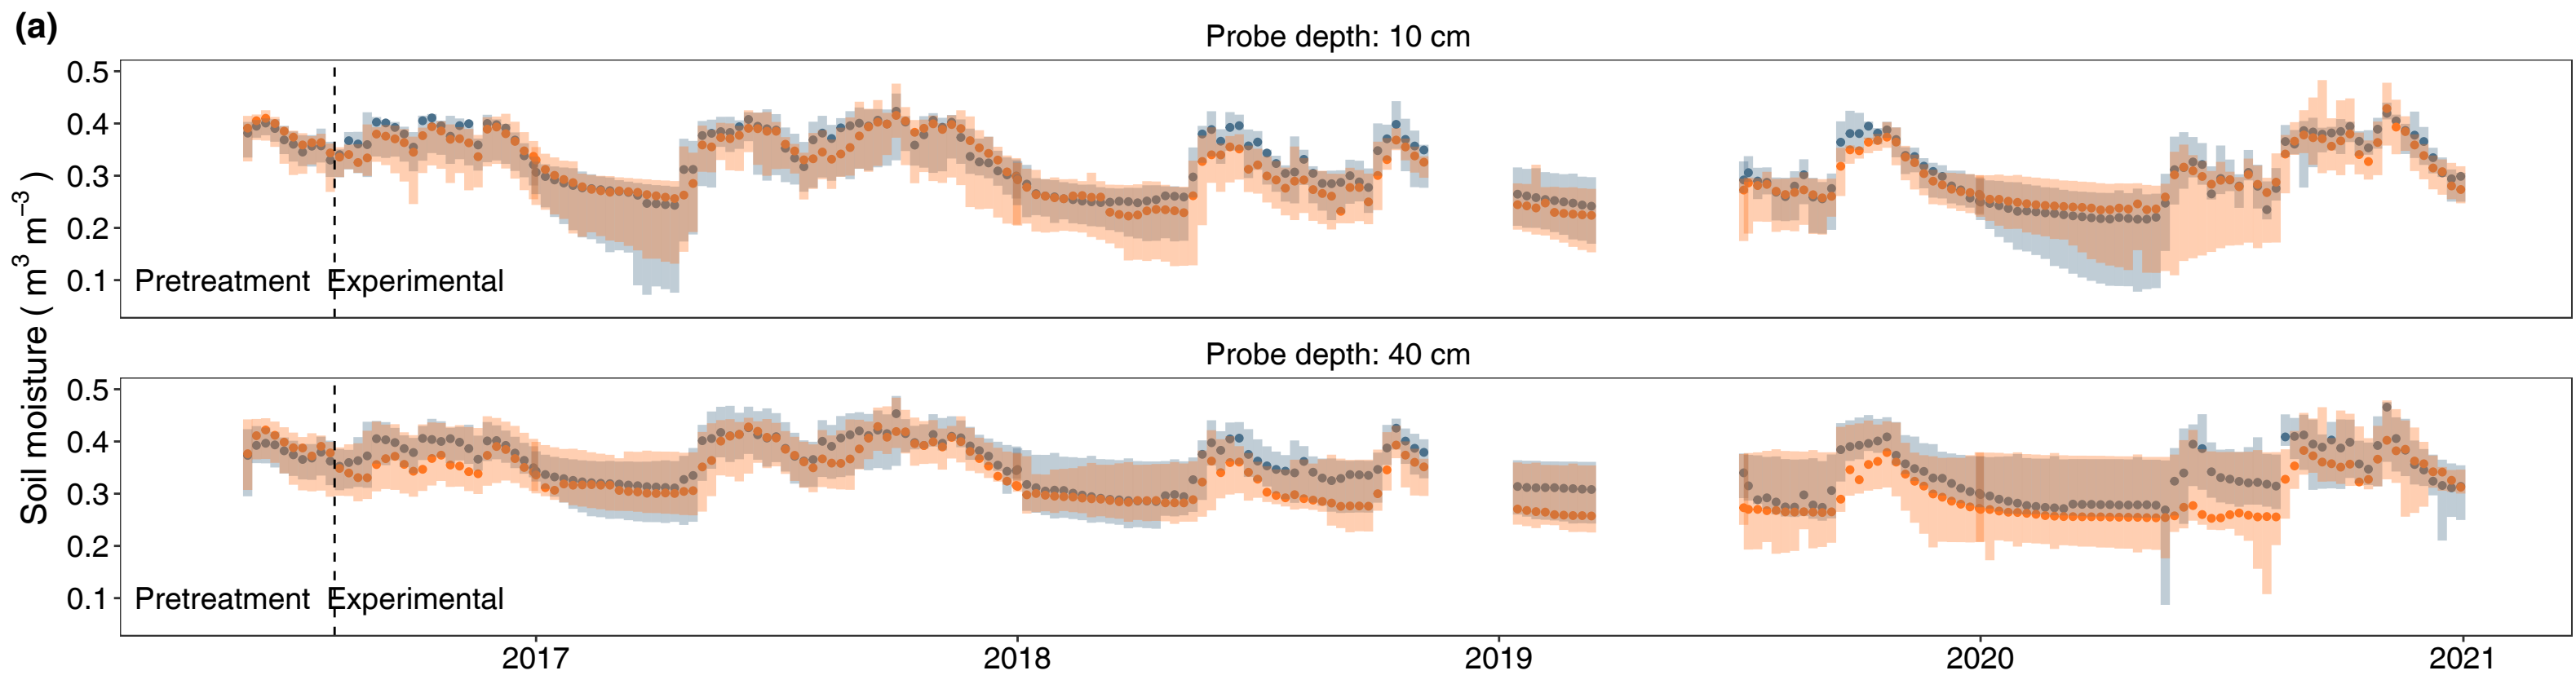 (a)
Probe depth: 10 cm
0.5
0.4
0.3
0.2
0.1
Pretreatment Experimental
Soil moisture ( m³ m⁻³ )
Probe depth: 40 cm
0.5
0.4
0.3
0.2
0.1
Pretreatment Experimental
2017 2018 2019 2020 2021